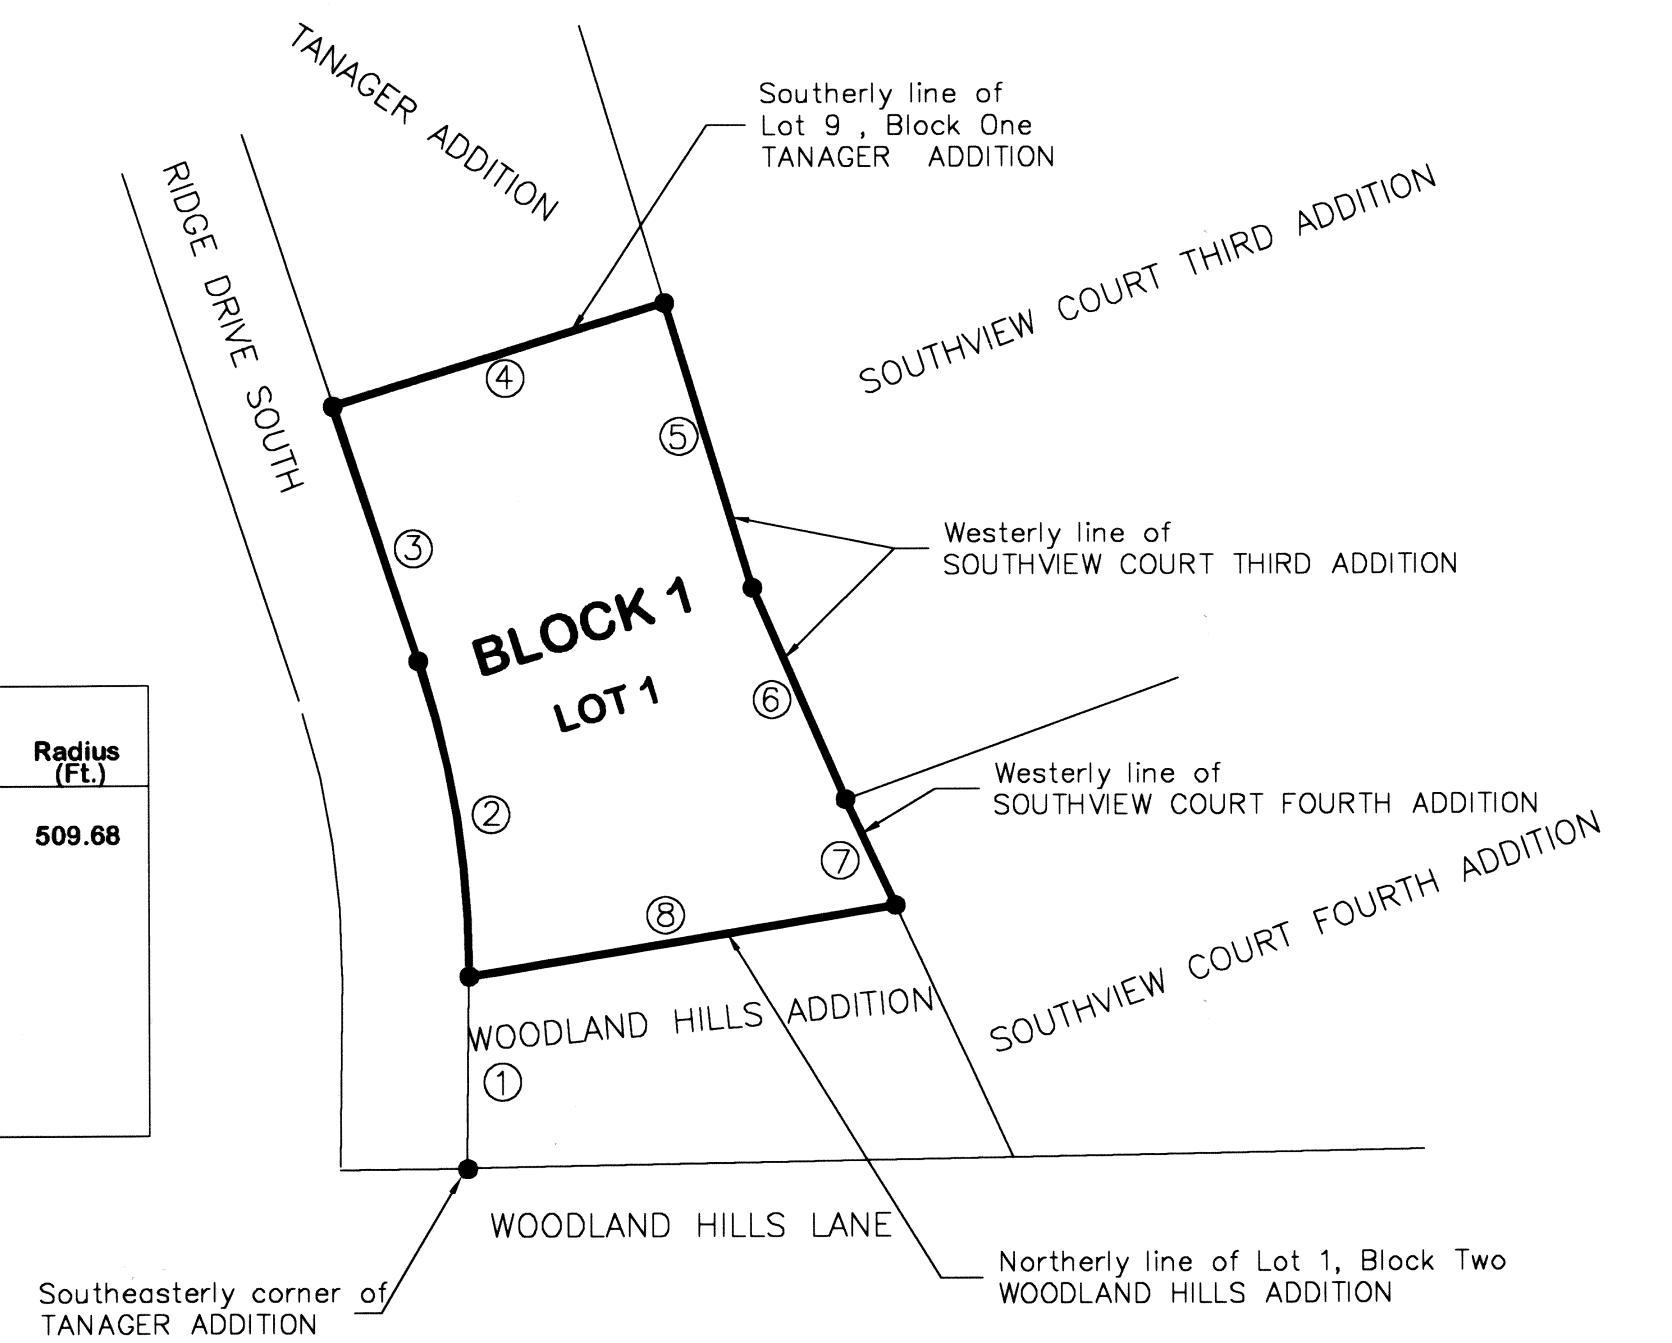 TANAGER ADDITION
Southerly line of
Lot 9 , Block One
TANAGER ADDITION
RIDGE DRIVE SOUTH
SOUTHVIEW COURT THIRD ADDITION
4
5
3
Westerly line of
SOUTHVIEW COURT THIRD ADDITION
BLOCK 1
LOT 1
6
Radius
(Ft.)
509.68
2
Westerly line of
SOUTHVIEW COURT FOURTH ADDITION
7
8
SOUTHVIEW COURT FOURTH ADDITION
WOODLAND HILLS ADDITION
1
WOODLAND HILLS LANE
Northerly line of Lot 1, Block Two
WOODLAND HILLS ADDITION
Southeasterly corner of
TANAGER ADDITION